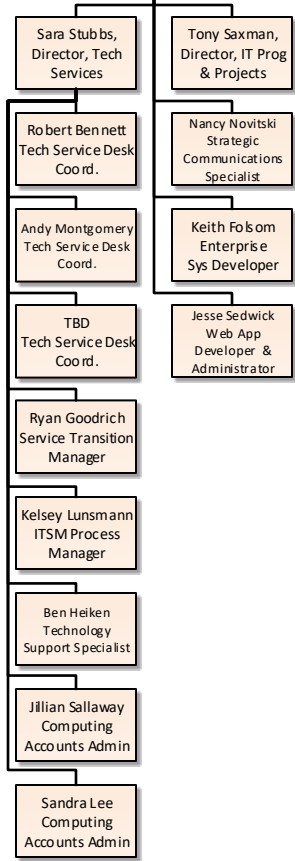 Sara Stubbs,
Director, Tech
Services
Robert Bennett
Tech Service Desk
Coord.
Andy Montgomery
Tech Service Desk
Coord.
TBD
Tech Service Desk
Coord.
Ryan Goodrich
Service Transition
Manager
Kelsey Lunsmann
ITSM Process
Manager
Ben Heiken
Technology
Support Specialist
Jillian Sallaway
Computing
Accounts Admin
Sandra Lee
Computing
Accounts Admin
Tony Saxman,
Director, IT Prog
& Projects
Nancy Novitski
Strategic
Communications
Specialist
Keith Folsom
Enterprise
Sys Developer
Jesse Sedwick
Web App
Developer &
Administrator